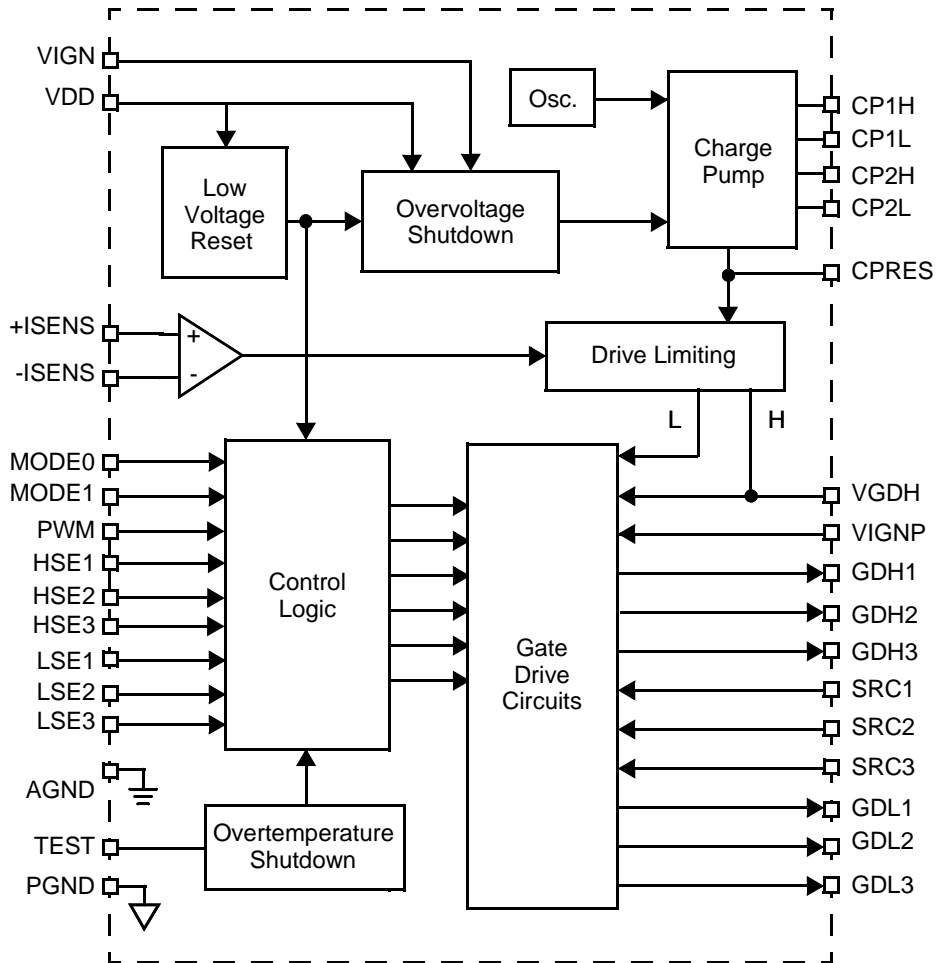 VIGN
VDD
Osc.
Charge
Pump
CP1H
CP1L
CP2H
CP2L
CPRES
Low
Voltage
Reset
Overvoltage
Shutdown
+ISENS
-ISENS
+
-
Drive Limiting
L
H
MODE0
MODE1
PWM
HSE1
HSE2
HSE3
LSE1
LSE2
LSE3
AGND
TEST
PGND
Control
Logic
Overtemperature
Shutdown
Gate
Drive
Circuits
VGDH
VIGNP
GDH1
GDH2
GDH3
SRC1
SRC2
SRC3
GDL1
GDL2
GDL3